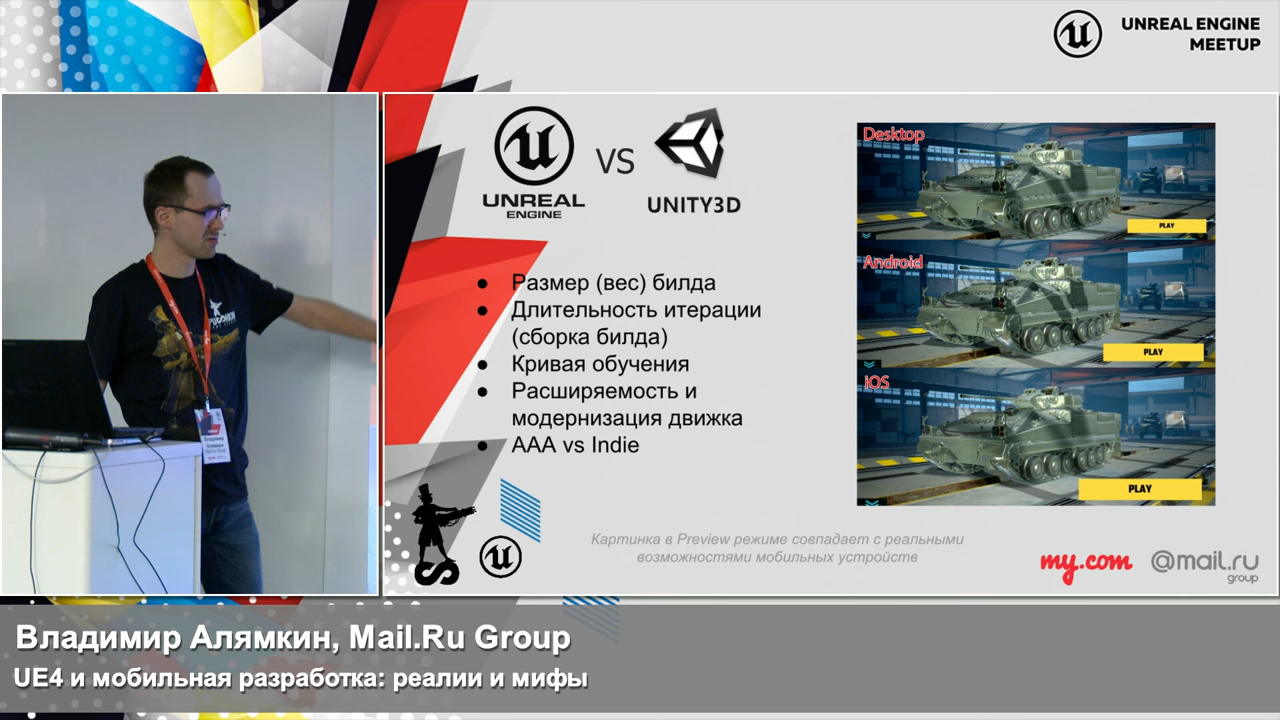 UNREAL ENGINE
MEETUP
UNREAL
ENGINE
VS
UNITY3D
Размер (вес) билда
Длительность итерации
(сборка билда)
Кривая обучения
Расширяемость и
модернизация движка
AAA vs Indie
Desktop
PLAY
Android
PLAY
iOS
PLAY
Картинка в Preview режиме совпадает с реальными
возможностями мобильных устройств
my.com
@mail.ru
group
Владимир
Алямкин
Владимир Алямкин, Mail.Ru Group
UE4 и мобильная разработка: реалии и мифы